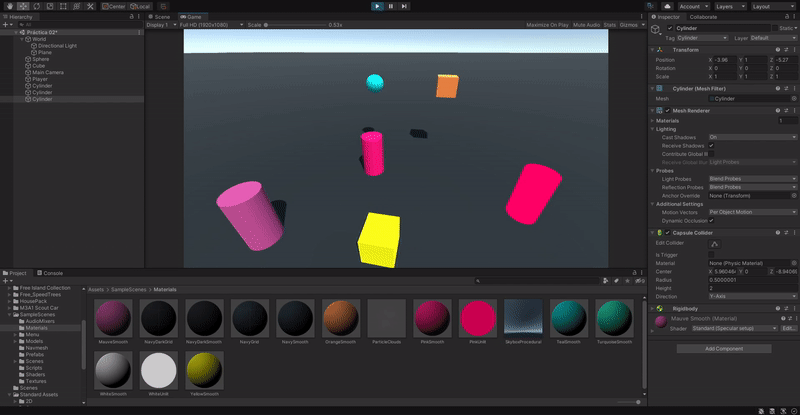 Center
Local
Account
Layers
Layout
Hierarchy
All
Práctica 02*
World
Directional Light
Plane
Sphere
Cube
Main Camera
Player
Cylinder
Cylinder
Cylinder
Scene
Game
Display 1
Full HD (1920x1080)
Scale
0.53x
Maximize On Play
Mute Audio
Stats
Gizmos
Inspector
Collaborate
Cylinder
Static
Tag
Cylinder
Layer
Default
Transform
Position
X -3.96
Y 1
Z -5.27
Rotation
X 0
Y 0
Z 0
Scale
X 1
Y 1
Z 1
Cylinder (Mesh Filter)
Mesh
Cylinder
Mesh Renderer
Materials
1
Lighting
Cast Shadows
On
Receive Shadows
Contribute Global Il
Receive Global Illum
Light Probes
Probes
Light Probes
Blend Probes
Reflection Probes
Blend Probes
Anchor Override
None (Transform)
Additional Settings
Motion Vectors
Per Object Motion
Dynamic Occlusion
Capsule Collider
Edit Collider
Is Trigger
Material
None (Physic Material)
Center
Radius
0.5000001
Height
2
Direction
Y-Axis
Rigidbody
Mauve Smooth (Material)
Shader
Standard (Specular setup)
Edit...
Add Component
Project
Console
Free Island Collection
Free_SpeedTrees
HousePack
M3A1 Scout Car
SampleScenes
AudioMixers
Materials
Menu
Models
Navmesh
Prefabs
Scenes
Scripts
Shaders
Textures
Scenes
Standard Assets
2D
Assets > SampleScenes > Materials
MauveSmooth
NavyDarkGrid
NavyDarkSmooth
NavyGrid
NavySmooth
OrangeSmooth
ParticleClouds
PinkSmooth
PinkUnlit
SkyboxProcedural
TealSmooth
TurquoiseSmooth
WhiteSmooth
WhiteUnlit
YellowSmooth